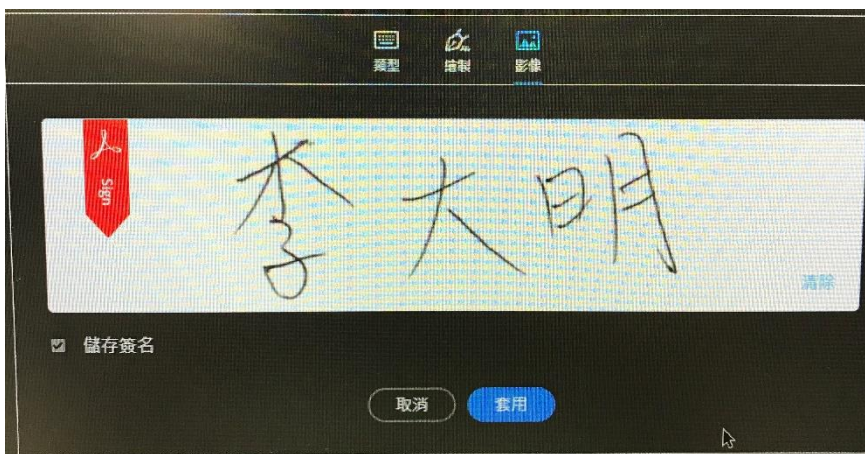 類型 繪製 影像
Sign
李大明
清除
儲存簽名
取消 套用